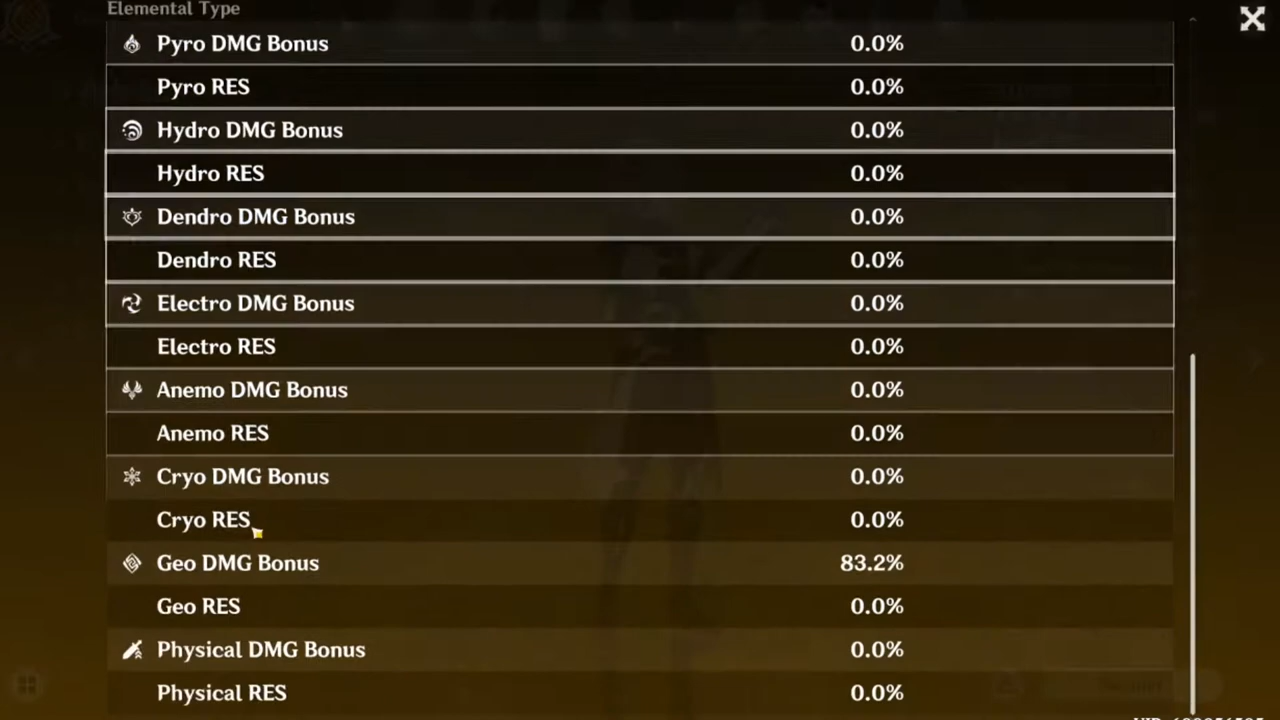 Elemental Type
Pyro DMG Bonus 0.0%
Pyro RES 0.0%
Hydro DMG Bonus 0.0%
Hydro RES 0.0%
Dendro DMG Bonus 0.0%
Dendro RES 0.0%
Electro DMG Bonus 0.0%
Electro RES 0.0%
Anemo DMG Bonus 0.0%
Anemo RES 0.0%
Cryo DMG Bonus 0.0%
Cryo RES 0.0%
Geo DMG Bonus 83.2%
Geo RES 0.0%
Physical DMG Bonus 0.0%
Physical RES 0.0%